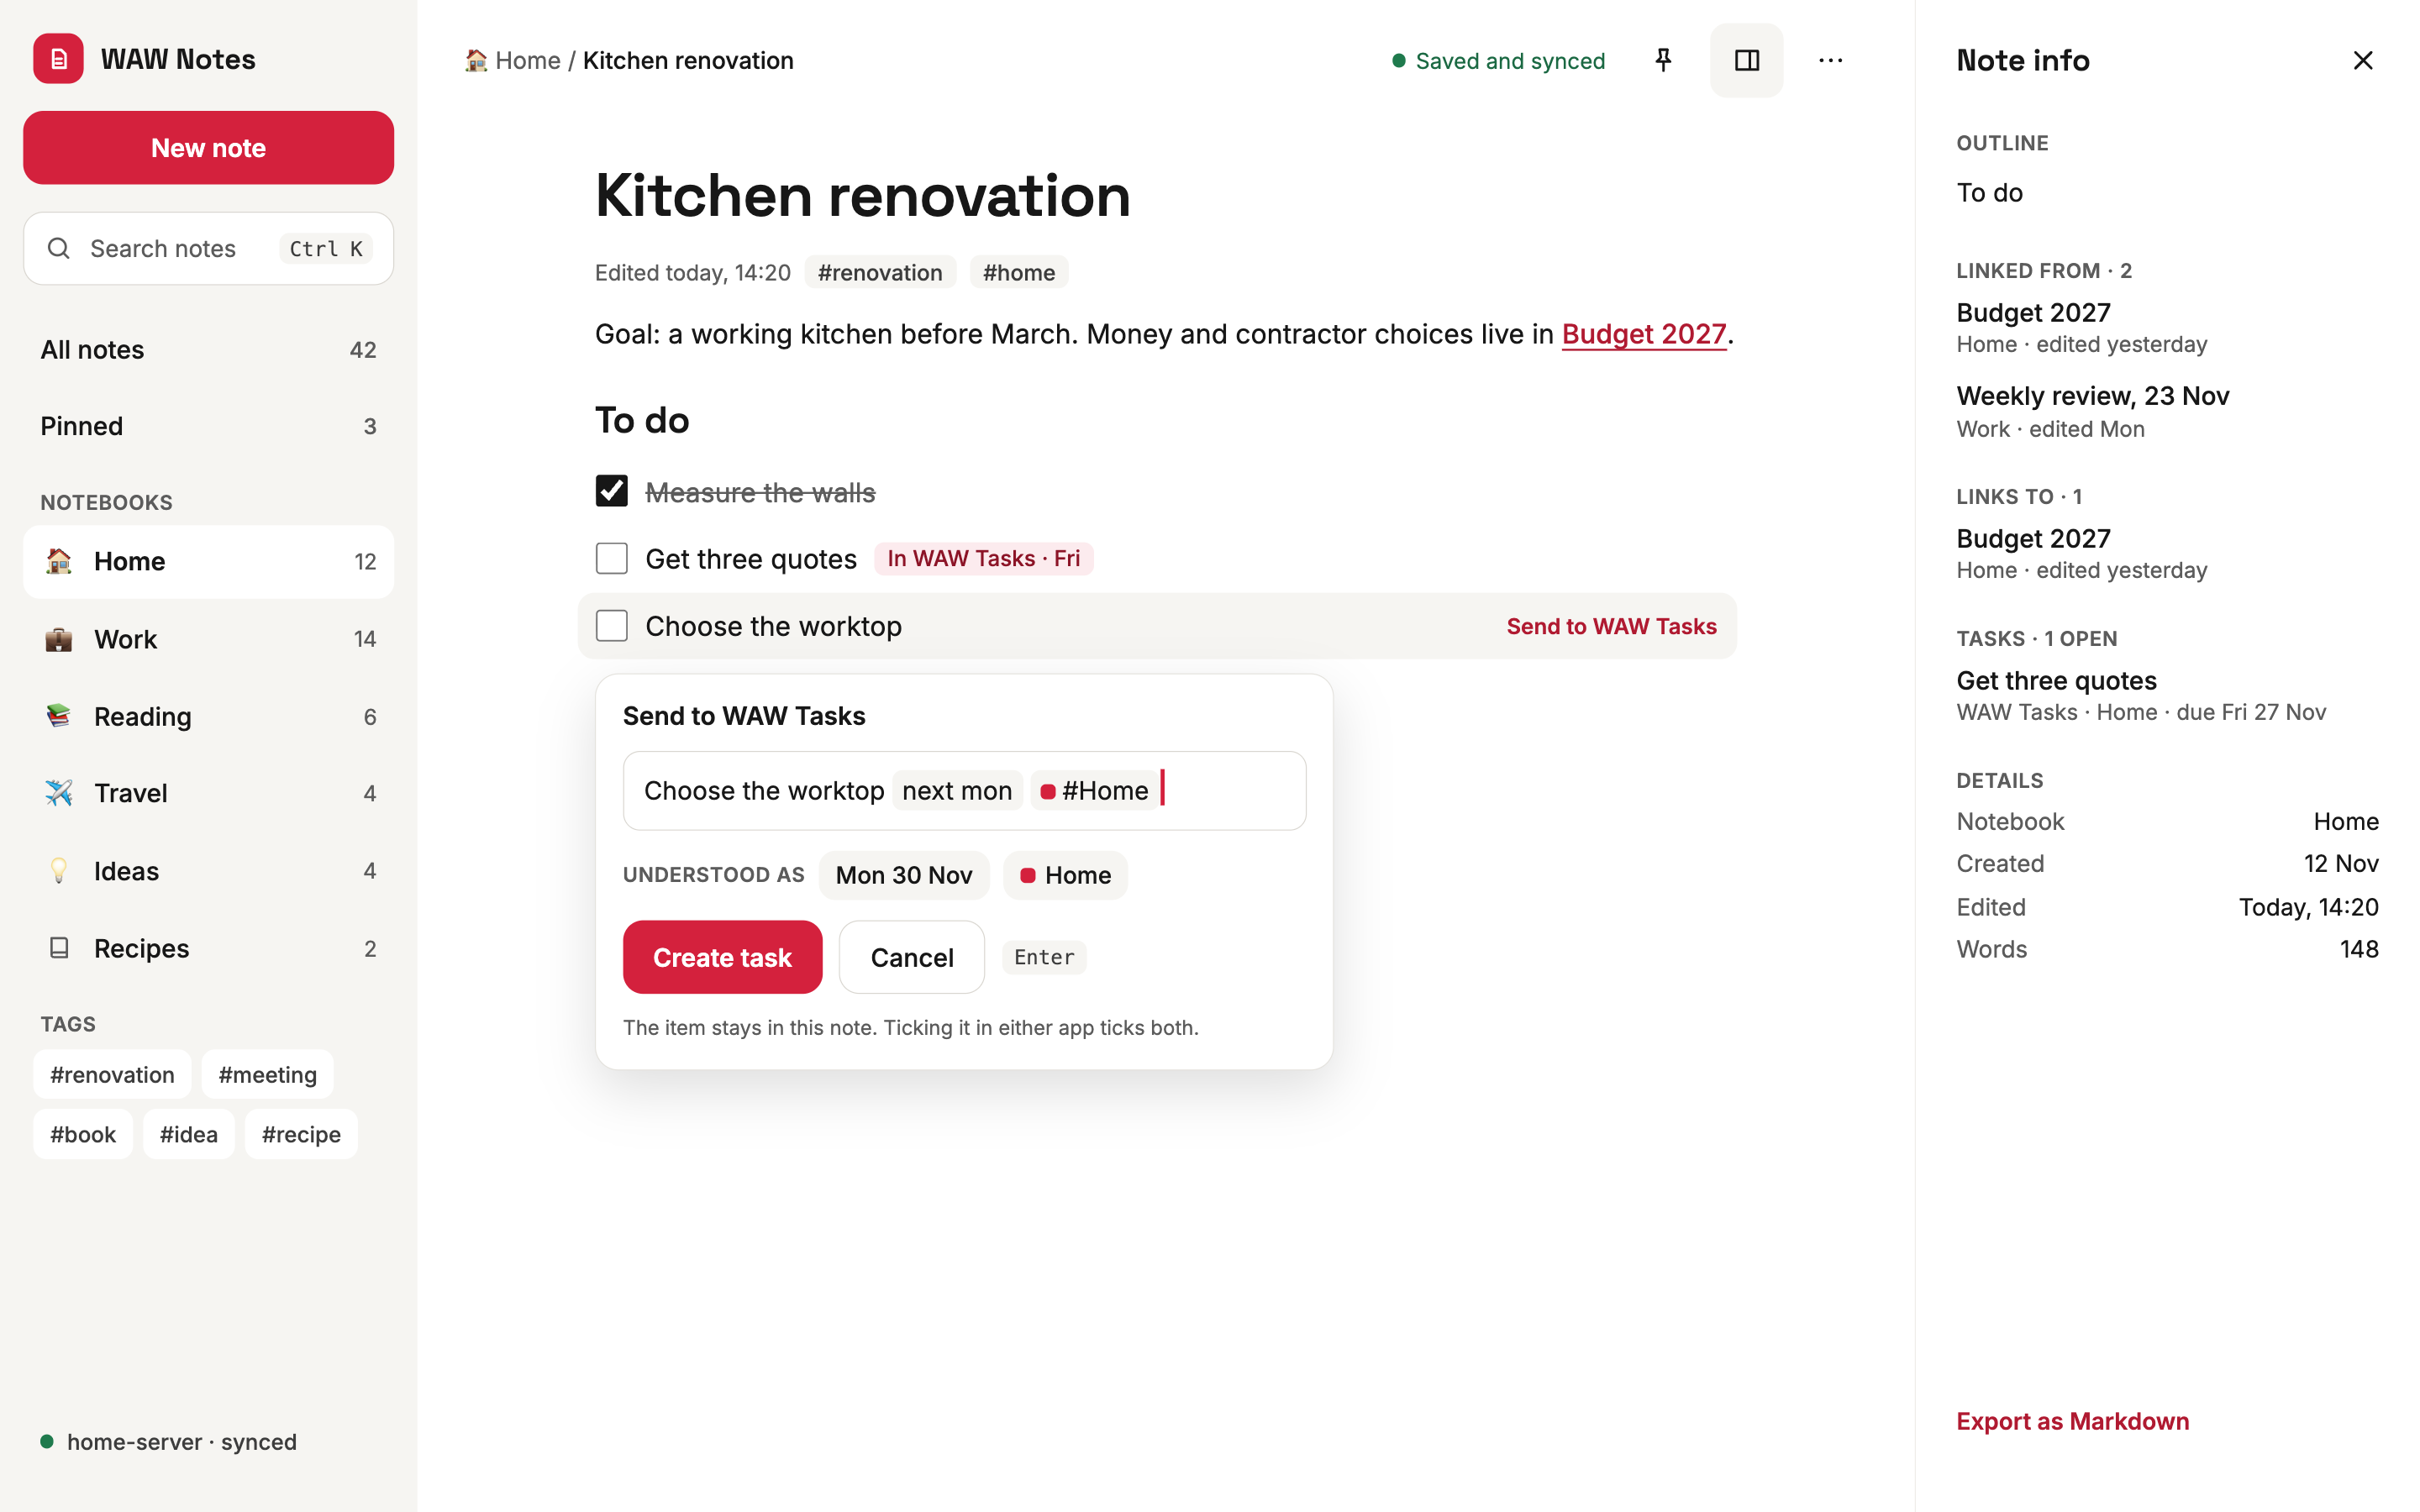 WAW Notes
New note
Search notes Ctrl K
All notes 42
Pinned 3
NOTEBOOKS
Home 12
Work 14
Reading 6
Travel 4
Ideas 4
Recipes 2
TAGS
#renovation #meeting
#book #idea #recipe
home-server · synced
Home / Kitchen renovation
Saved and synced
Kitchen renovation
Edited today, 14:20 #renovation #home
Goal: a working kitchen before March. Money and contractor choices live in Budget 2027.
To do
Measure the walls
Get three quotes In WAW Tasks · Fri
Choose the worktop Send to WAW Tasks
Send to WAW Tasks
Choose the worktop next mon #Home
UNDERSTOOD AS Mon 30 Nov Home
Create task Cancel Enter
The item stays in this note. Ticking it in either app ticks both.
Note info
OUTLINE
To do
LINKED FROM · 2
Budget 2027
Home · edited yesterday
Weekly review, 23 Nov
Work · edited Mon
LINKS TO · 1
Budget 2027
Home · edited yesterday
TASKS · 1 OPEN
Get three quotes
WAW Tasks · Home · due Fri 27 Nov
DETAILS
Notebook Home
Created 12 Nov
Edited Today, 14:20
Words 148
Export as Markdown